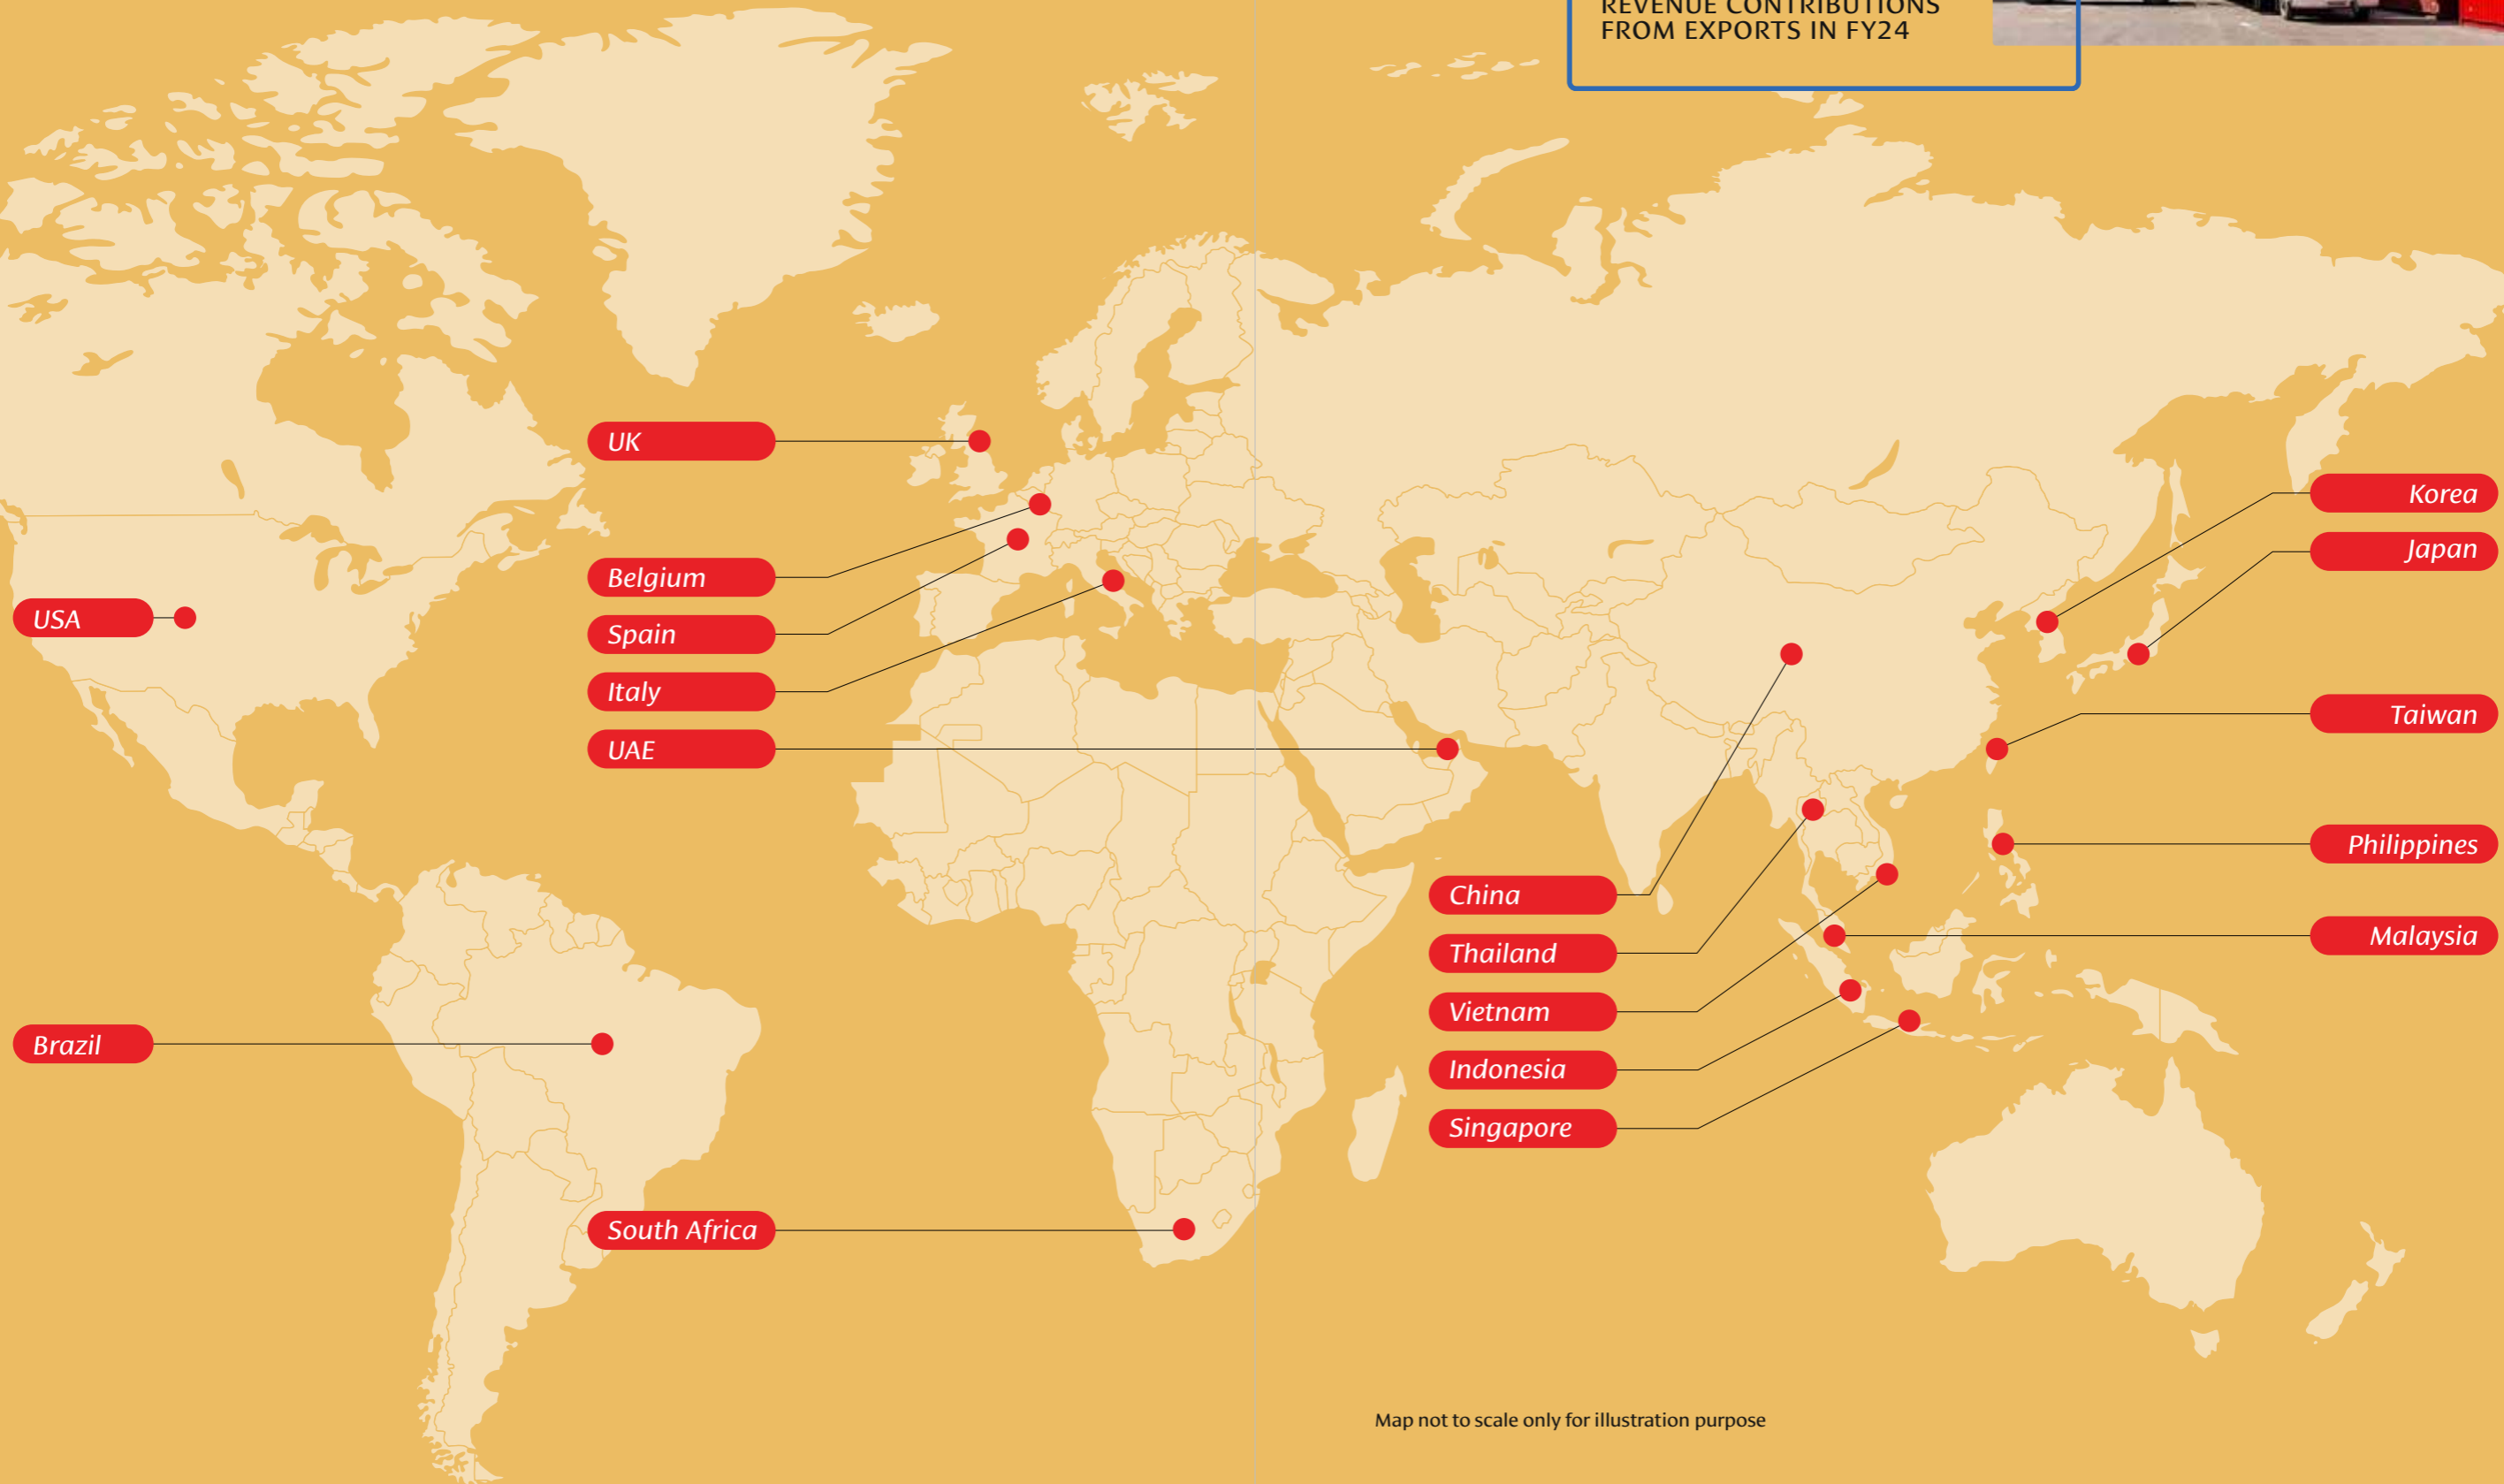 REVENUE CONTRIBUTIONS
FROM EXPORTS IN FY24
UK
Belgium
Spain
Italy
UAE
USA
Brazil
South Africa
Korea
Japan
Taiwan
Philippines
Malaysia
China
Thailand
Vietnam
Indonesia
Singapore
Map not to scale only for illustration purpose